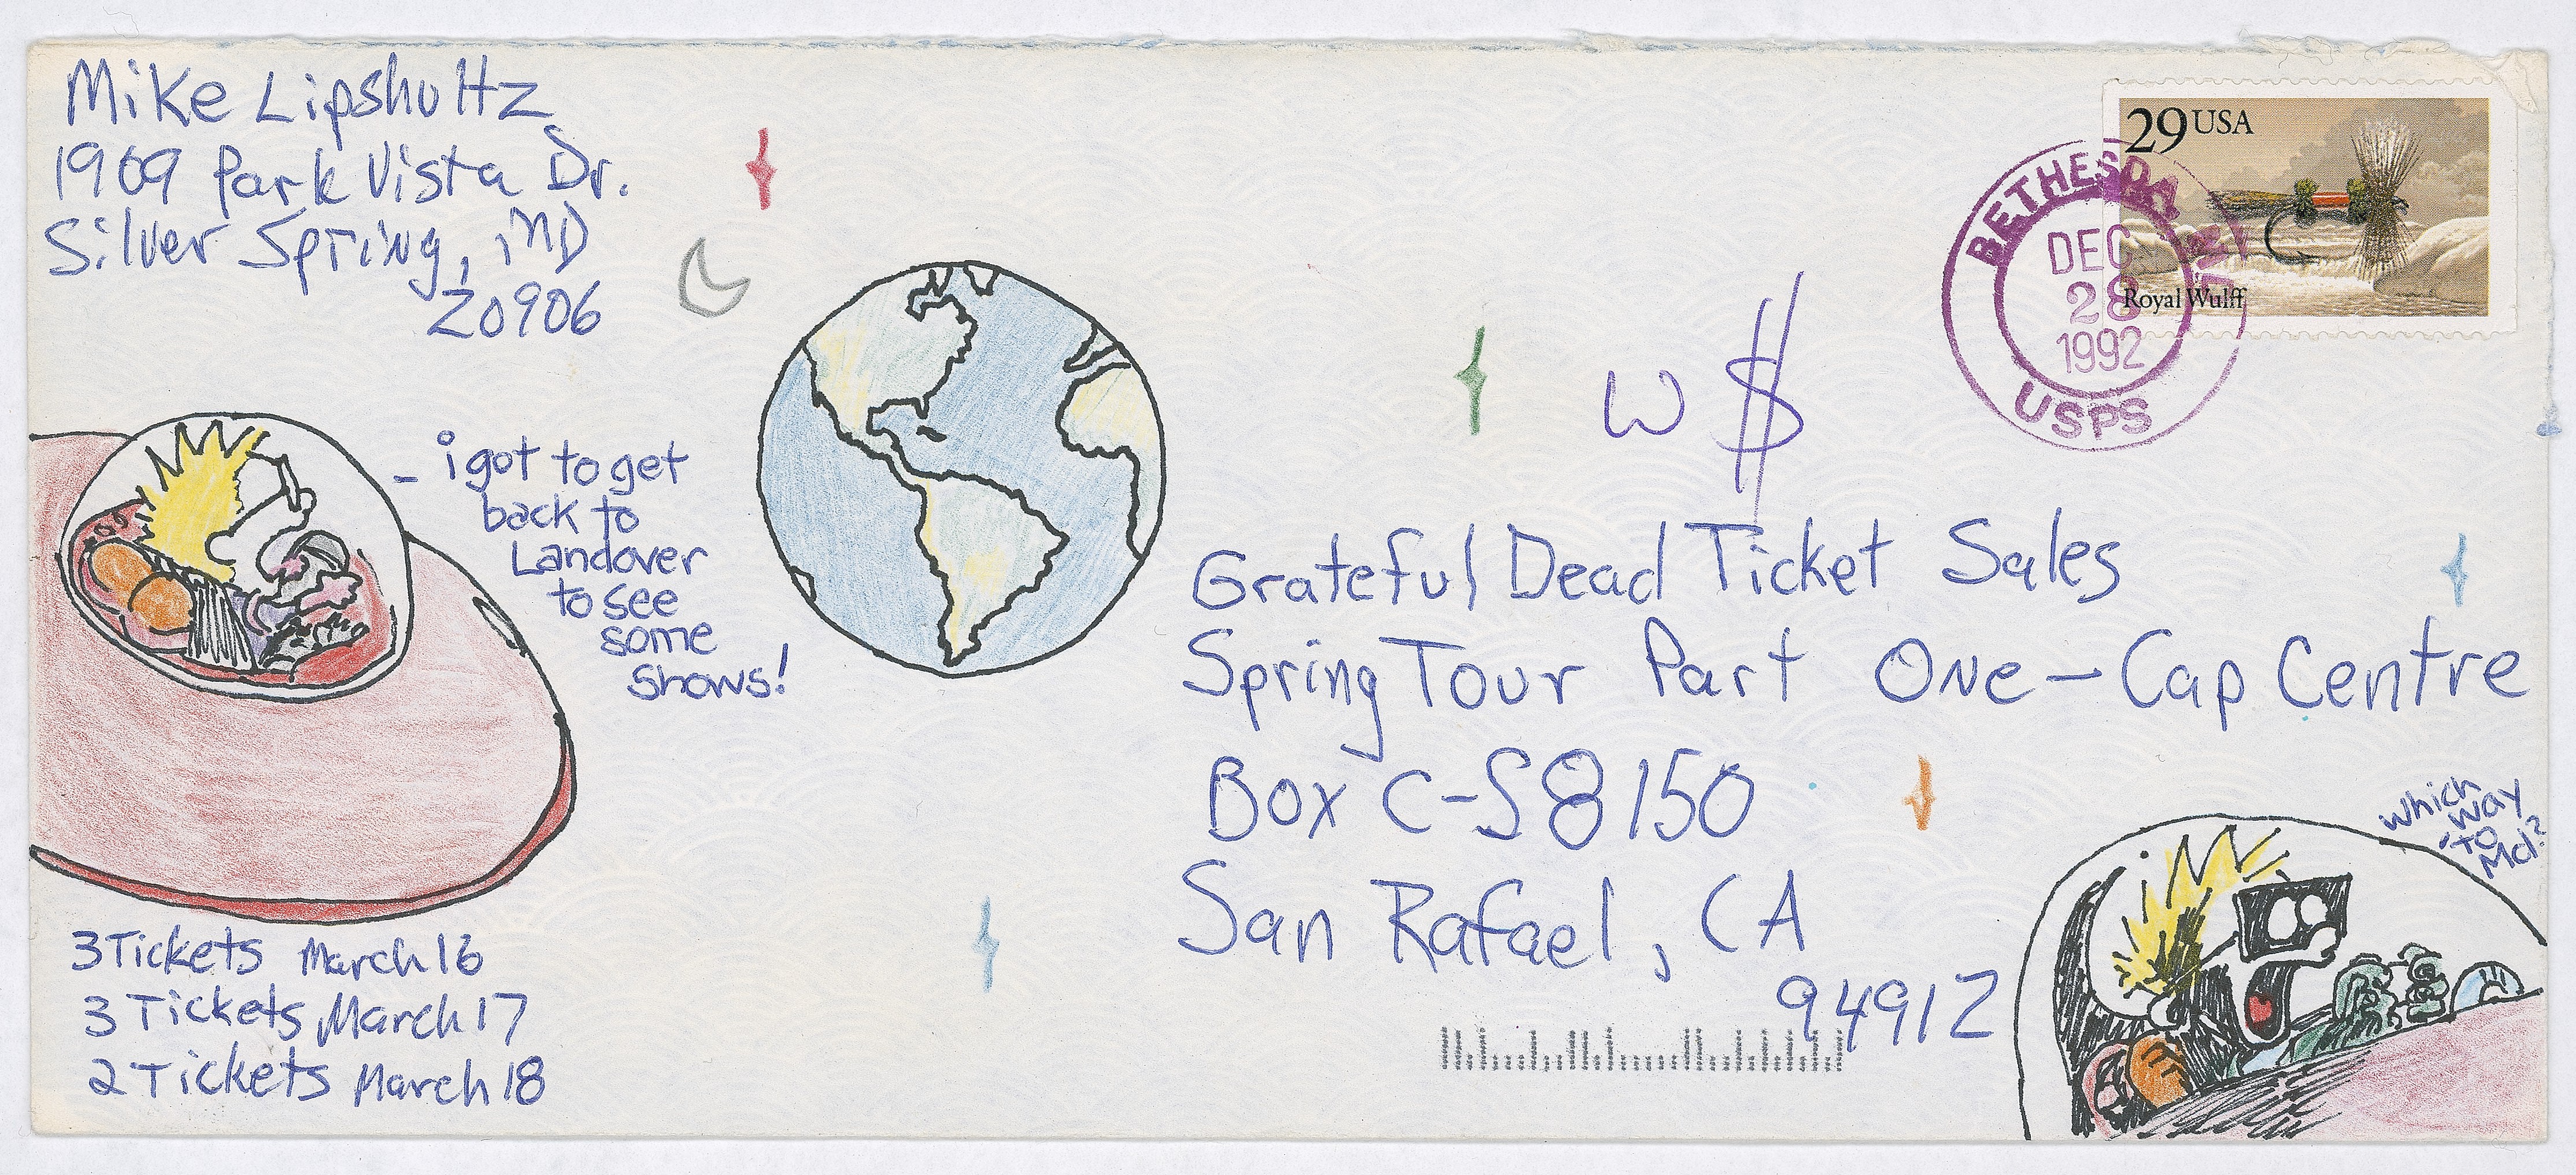 Mike Lipshultz
1909 Park Vista Dr.
Silver Spring, MD
20906
29 USA
Royal Wulff
BETHESDA
DEC
28
1992
USPS
W $
- i got to get
back to
Landover
to see
some
shows!
Grateful Dead Ticket Sales
Spring Tour Part One - Cap Centre
Box C-S8150
San Rafael, CA
94912
which
way
to
Md?
3 Tickets March 16
3 Tickets March 17
2 Tickets March 18